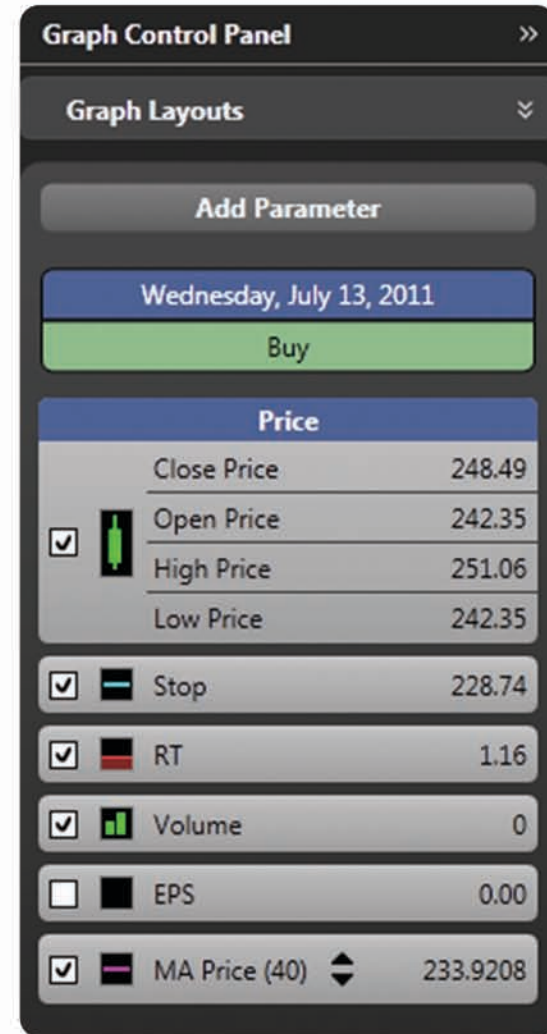 Graph Control Panel »
Graph Layouts
Add Parameter
Wednesday, July 13, 2011
Buy
Price
Close Price 248.49
Open Price 242.35
High Price 251.06
Low Price 242.35
Stop 228.74
RT 1.16
Volume 0
EPS 0.00
MA Price (40) 233.9208